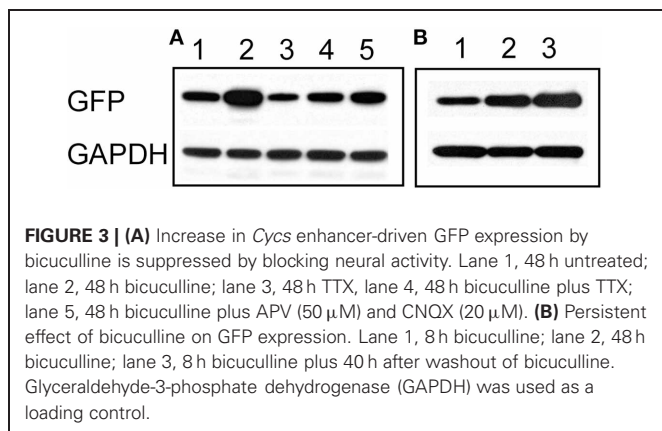 A 1 2 3 4 5 B 1 2 3
GFP
GAPDH
FIGURE 3 | (A) Increase in Cycs enhancer-driven GFP expression by
bicuculline is suppressed by blocking neural activity. Lane 1, 48 h untreated;
lane 2, 48 h bicuculline; lane 3, 48 h TTX, lane 4, 48 h bicuculline plus TTX;
lane 5, 48 h bicuculline plus APV (50 μM) and CNQX (20 μM). (B) Persistent
effect of bicuculline on GFP expression. Lane 1, 8 h bicuculline; lane 2, 48 h
bicuculline; lane 3, 8 h bicuculline plus 40 h after washout of bicuculline.
Glyceraldehyde-3-phosphate dehydrogenase (GAPDH) was used as a
loading control.